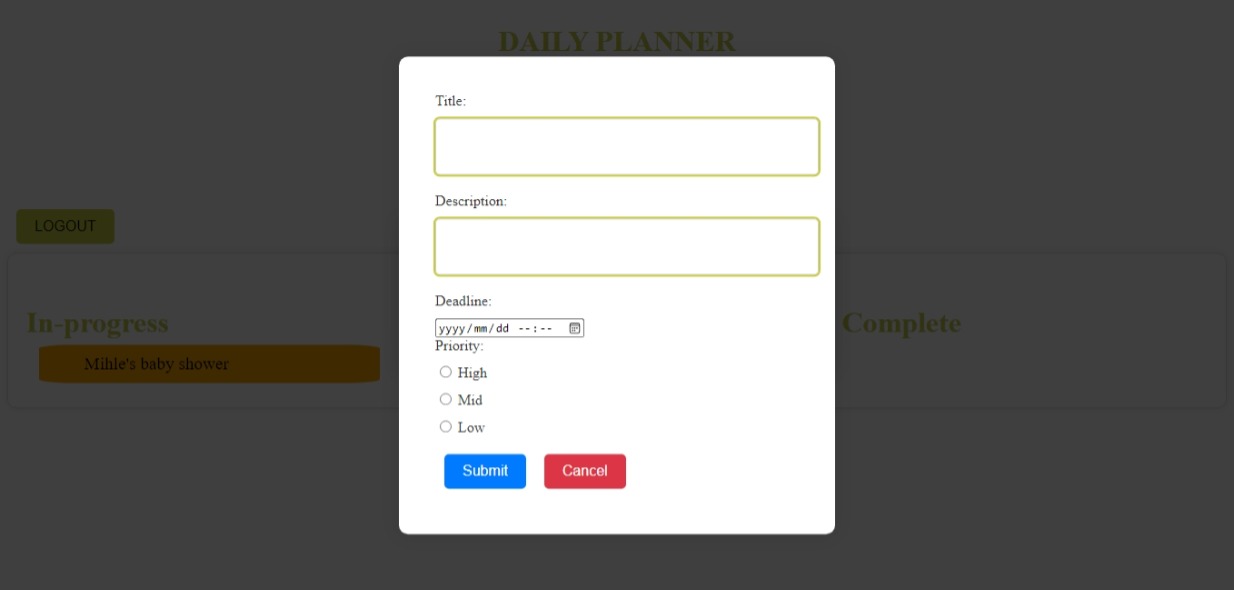 DAILY PLANNER
Title:
Description:
LOGOUT
Deadline:
yyyy/mm/dd --:--
In-progress
Complete
Priority:
Mihle's baby shower
High
Mid
Low
Submit
Cancel